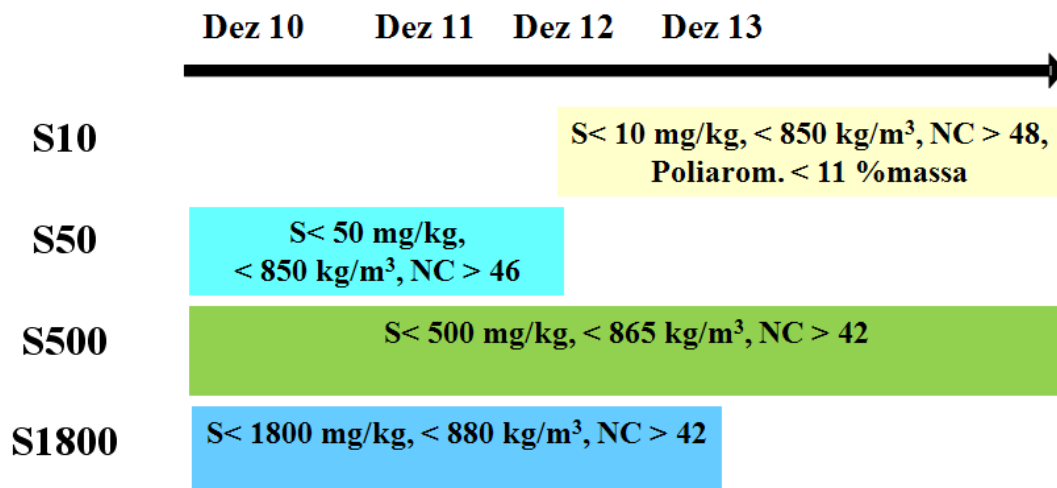 Dez 10 Dez 11 Dez 12 Dez 13
S10
S< 10 mg/kg, < 850 kg/m³, NC > 48,
Poliarom. < 11 %massa
S50
S< 50 mg/kg,
< 850 kg/m³, NC > 46
S500
S< 500 mg/kg, < 865 kg/m³, NC > 42
S1800
S< 1800 mg/kg, < 880 kg/m³, NC > 42